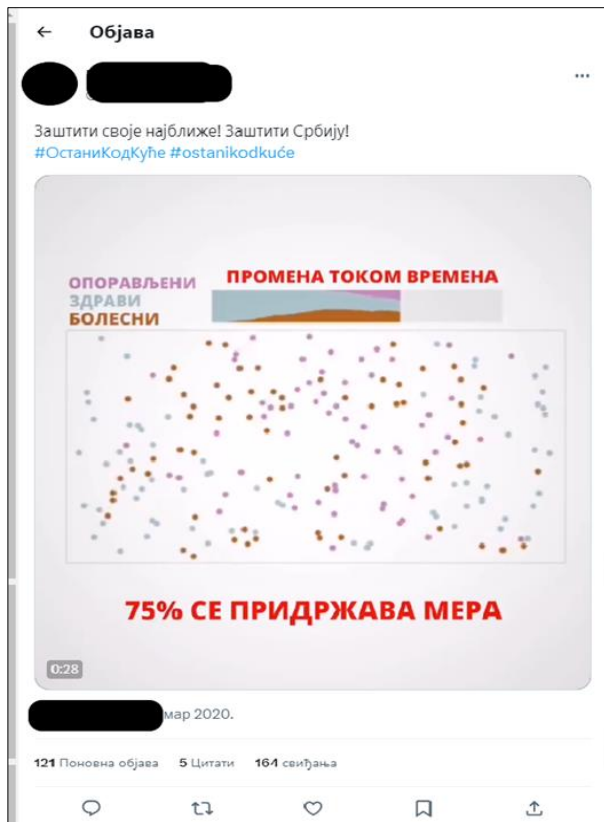 Објава
Заштити своје најближе! Заштити Србију!
#ОстаниКодКуће #ostanikodkuće
ОПОРАВЉЕНИ
ЗДРАВИ
БОЛЕСНИ
ПРОМЕНА ТОКОМ ВРЕМЕНА
75% СЕ ПРИДРЖАВА МЕРА
0:28
мар 2020.
121 Поновна објава 5 Цитати 164 свиђања